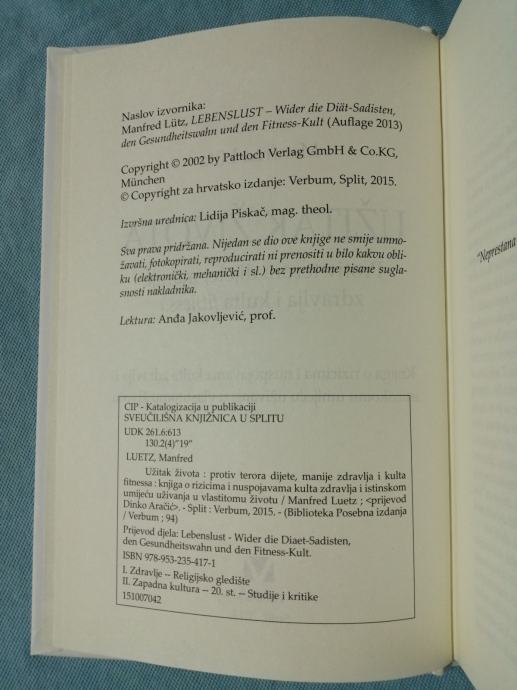 Naslov izvornika:
Manfred Lütz, LEBENSLUST – Wider die Diät-Sadisten,
den Gesundheitswahn und den Fitness-Kult (Auflage 2013)
Copyright © 2002 by Pattloch Verlag GmbH & Co.KG,
München
© Copyright za hrvatsko izdanje: Verbum, Split, 2015.
Izvršna urednica: Lidija Piskač, mag. theol.
Sva prava pridržana. Nijedan se dio ove knjige ne smije umno-
žavati, fotokopirati, reproducirati ni prenositi u bilo kakvu obli-
ku (elektronički, mehanički i sl.) bez prethodne pisane sugla-
snosti nakladnika.
Lektura: Anđa Jakovljević, prof.
CIP - Katalogizacija u publikaciji
SVEUČILIŠNA KNJIŽNICA U SPLITU
UDK 261.6:613
130.2(4)"19"
LUETZ, Manfred
Užitak života : protiv terora dijete, manije zdravlja i kulta
fitnessa : knjiga o rizicima i nuspojavama kulta zdravlja i istinskom
umijeću uživanja u vlastitomu životu / Manfred Luetz ; <prijevod
Dinko Aračić>. - Split : Verbum, 2015. - (Biblioteka Posebna izdanja
/ Verbum ; 94)
Prijevod djela: Lebenslust - Wider die Diaet-Sadisten,
den Gesundheitswahn und den Fitness-Kult.
ISBN 978-953-235-417-1
I. Zdravlje -- Religijsko gledište
II. Zapadna kultura -- 20. st. -- Studije i kritike
151007042
"Neprestana